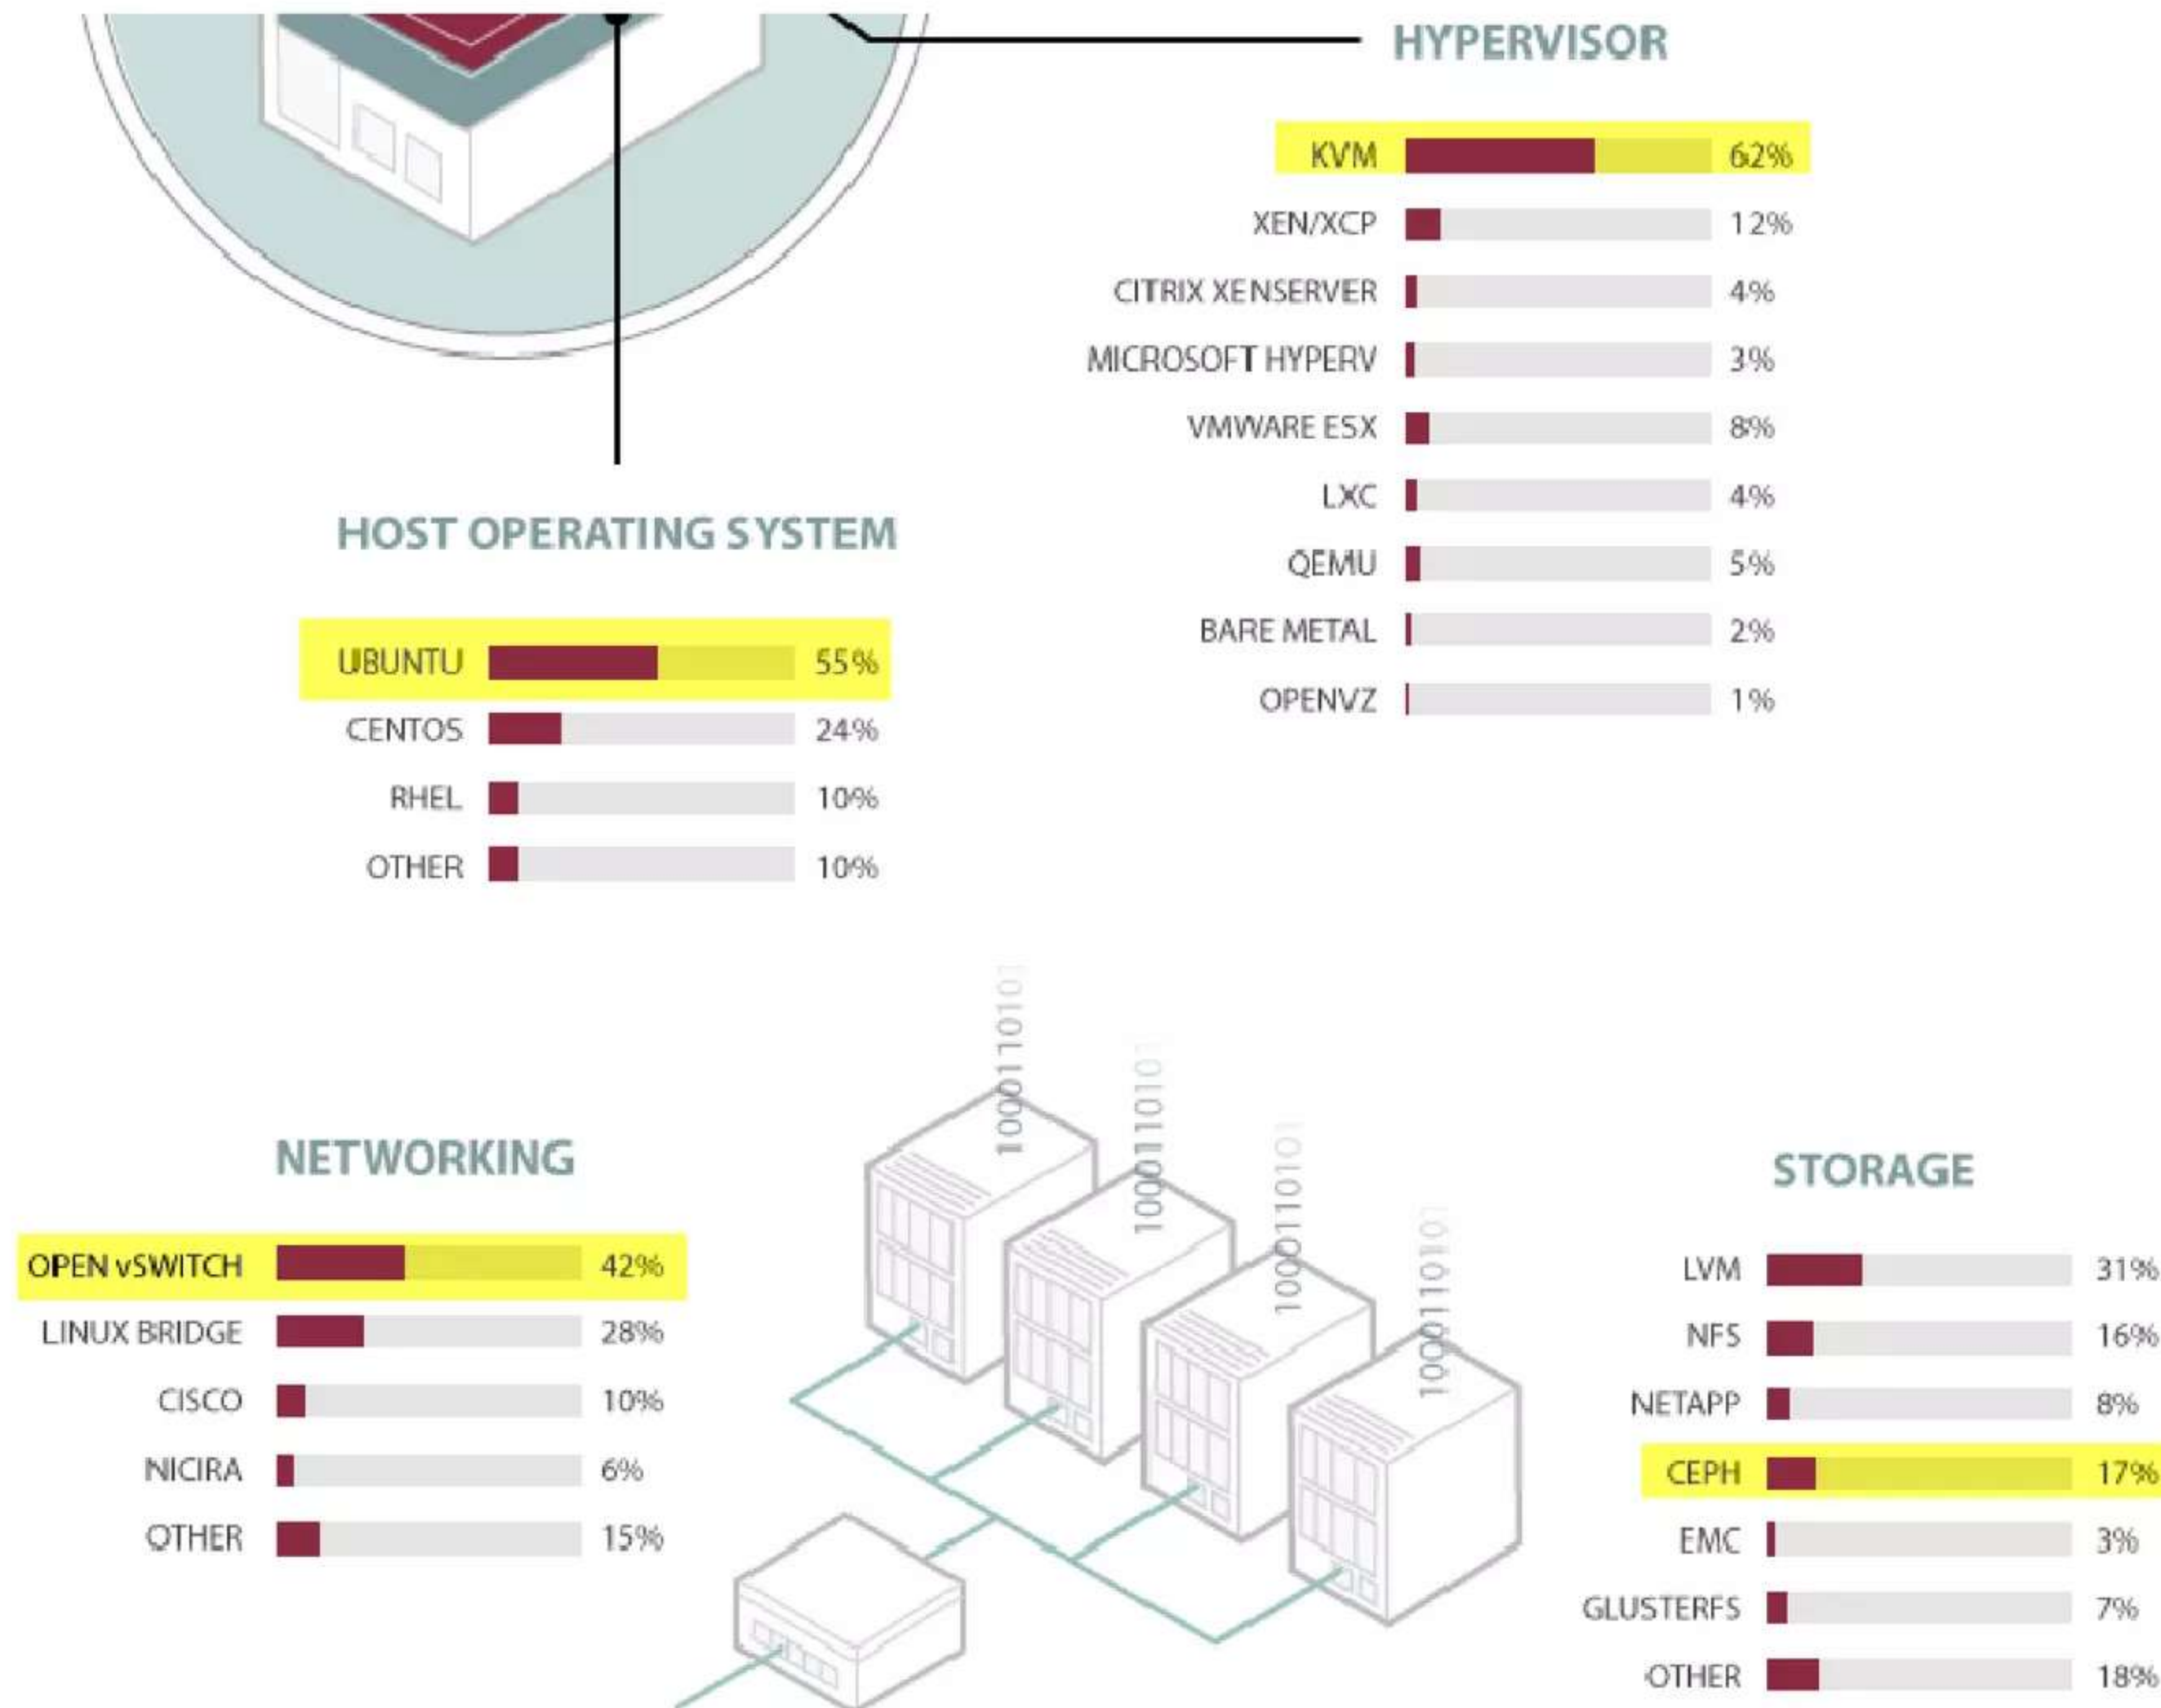 HYPERVISOR
KVM 62%
XEN/XCP 12%
CITRIX XENSERVER 4%
MICROSOFT HYPERV 3%
VMWARE ESX 8%
LXC 4%
QEMU 5%
BARE METAL 2%
OPENVZ 1%
HOST OPERATING SYSTEM
UBUNTU 55%
CENTOS 24%
RHEL 10%
OTHER 10%
10001101010
1000110101
1000110101
1000110101
NETWORKING
OPEN vSWITCH 42%
LINUX BRIDGE 28%
CISCO 10%
NICIRA 6%
OTHER 15%
STORAGE
LVM 31%
NFS 16%
NETAPP 8%
CEPH 17%
EMC 3%
GLUSTERFS 7%
OTHER 18%